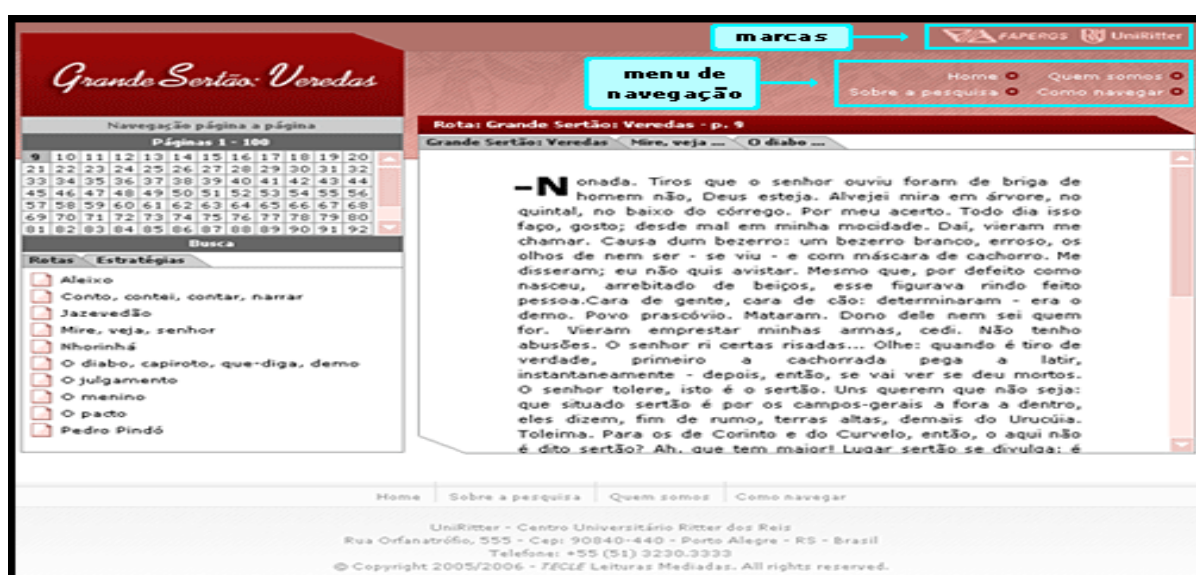 marcas
FAPERGS UniRitter
Grande Sertão: Veredas
menu de
navegação
Home Quem somos
Sobre a pesquisa Como navegar
Navegação página a página
Páginas 1 - 100
9 10 11 12 13 14 15 16 17 18 19 20
21 22 23 24 25 26 27 28 29 30 31 32
33 34 35 36 37 38 39 40 41 42 43 44
45 46 47 48 49 50 51 52 53 54 55 56
57 58 59 60 61 62 63 64 65 66 67 68
69 70 71 72 73 74 75 76 77 78 79 80
81 82 83 84 85 86 87 88 89 90 91 92
Busca
Rotas Estratégias
Aleixo
Conto, contei, contar, narrar
Jazevedão
Mire, veja, senhor
Nhorinhá
O diabo, capiroto, que-diga, demo
O julgamento
O menino
O pacto
Pedro Pindó
Rota: Grande Sertão: Veredas - p. 9
Grande Sertão: Veredas Mire, veja ... O diabo ...
–Nonada. Tiros que o senhor ouviu foram de briga de
homem não, Deus esteja. Alvejei mira em árvore, no
quintal, no baixo do córrego. Por meu acerto. Todo dia isso
faço, gosto; desde mal em minha mocidade. Daí, vieram me
chamar. Causa dum bezerro: um bezerro branco, erroso, os
olhos de nem ser - se viu - e com máscara de cachorro. Me
disseram; eu não quis avistar. Mesmo que, por defeito como
nasceu, arrebitado de beiços, esse figurava rindo feito
pessoa.Cara de gente, cara de cão: determinaram - era o
demo. Povo prascóvio. Mataram. Dono dele nem sei quem
for. Vieram emprestar minhas armas, cedi. Não tenho
abusões. O senhor ri certas risadas... Olhe: quando é tiro de
verdade, primeiro a cachorrada pega a latir,
instantaneamente - depois, então, se vai ver se deu mortos.
O senhor tolere, isto é o sertão. Uns querem que não seja:
que situado sertão é por os campos-gerais a fora a dentro,
eles dizem, fim de rumo, terras altas, demais do Urucúia.
Toleima. Para os de Corinto e do Curvelo, então, o aqui não
é dito sertão? Ah, que tem maior! Lugar sertão se divulga: é
Home Sobre a pesquisa Quem somos Como navegar
UniRitter - Centro Universitário Ritter dos Reis
Rua Orfanatrófio, 555 - Cep: 90840-440 - Porto Alegre - RS - Brasil
Telefone: +55 (51) 3230.3333
© Copyright 2005/2006 - TECLE Leituras Mediadas. All rights reserved.